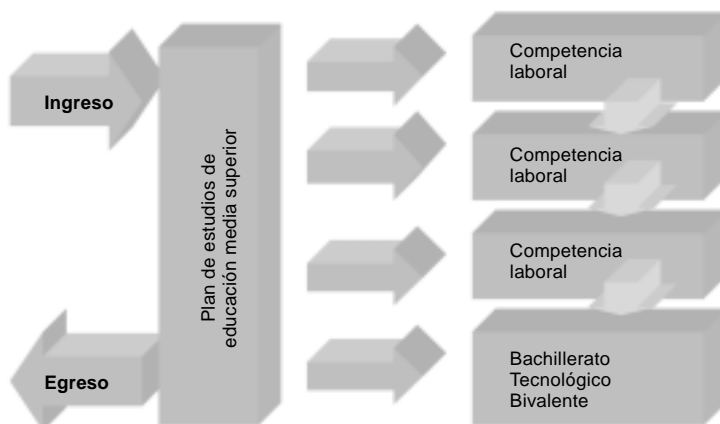 Ingreso
Plan de estudios de
educación media superior
Egreso
Competencia
laboral
Competencia
laboral
Competencia
laboral
Bachillerato
Tecnológico
Bivalente